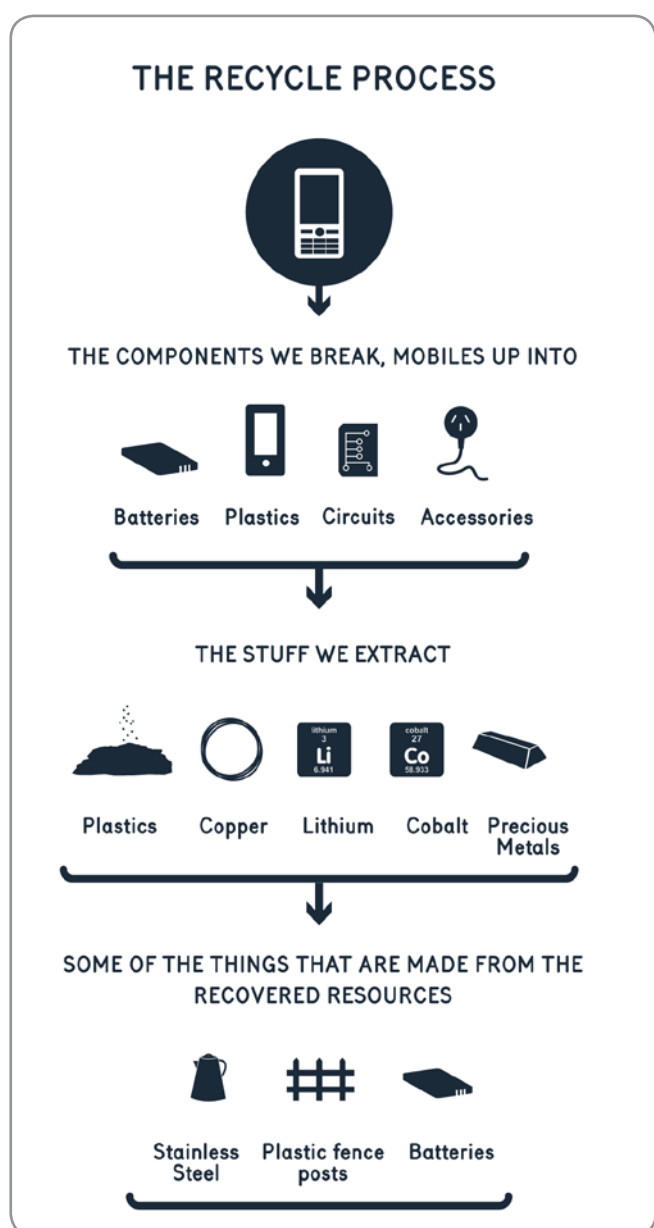 THE RECYCLE PROCESS
THE COMPONENTS WE BREAK, MOBILES UP INTO
Batteries Plastics Circuits Accessories
THE STUFF WE EXTRACT
lithium
3
Li
6.941
cobalt
27
Co
58.933
Plastics Copper Lithium Cobalt Precious
Metals
SOME OF THE THINGS THAT ARE MADE FROM THE
RECOVERED RESOURCES
Stainless
Steel
Plastic fence
posts
Batteries